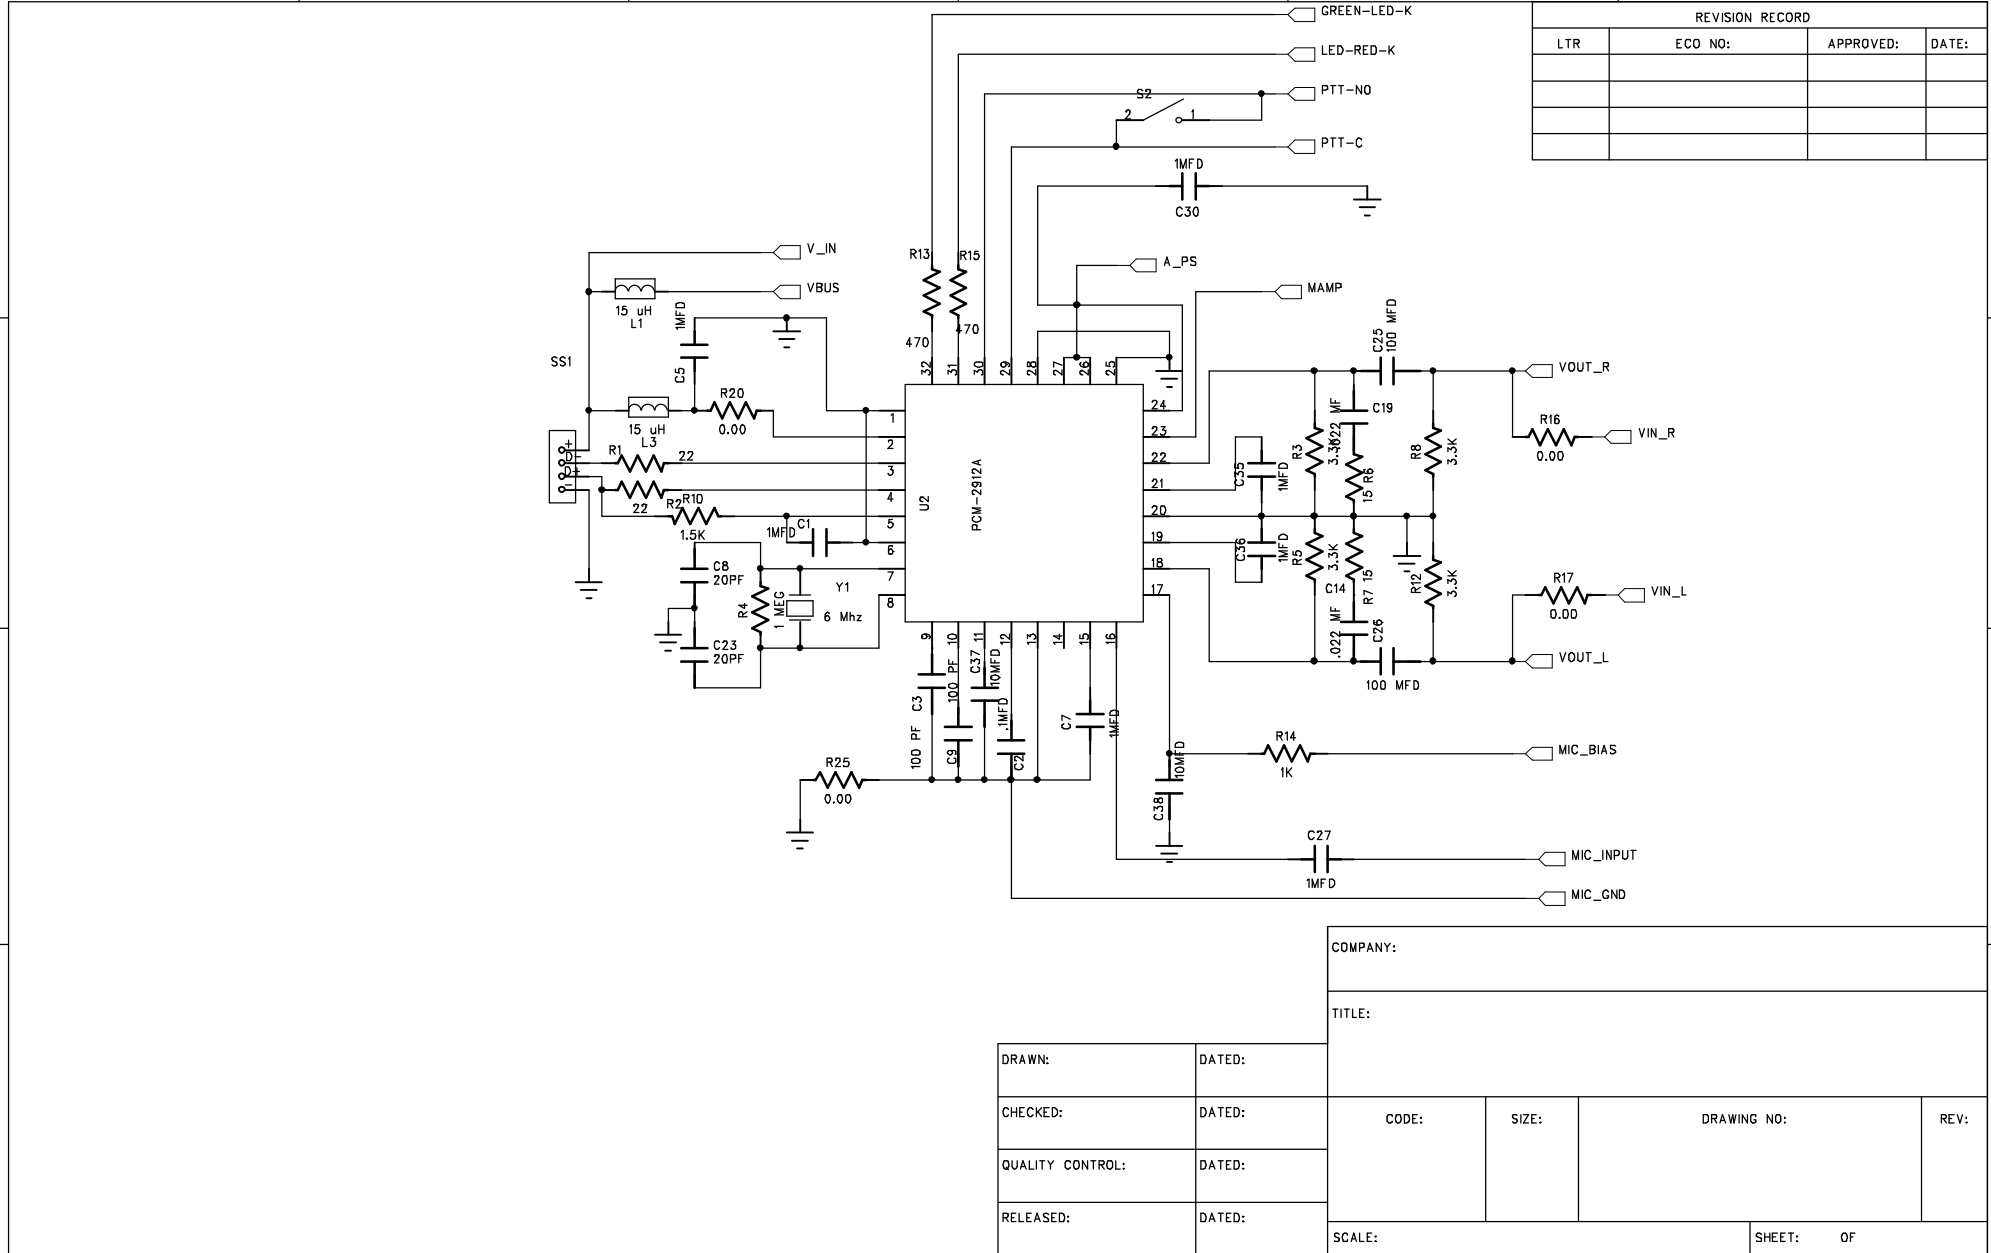 GREEN-LED-K
LED-RED-K
PTT-NO
S2
2
1
PTT-C
1MFD
C30
REVISION RECORD
LTR
ECO NO:
APPROVED:
DATE:
V_IN
VBUS
15 uH
L1
1MFD
C5
SS1
R13
R15
470
470
A_PS
MAMP
32
31
30
29
28
27
26
25
R20
0.00
15 uH
L3
+
D-
D+
-
R1
22
22
R2
R10
1.5K
1MFD
C1
1
2
3
4
5
6
7
8
U2
PCM-2912A
24
23
22
21
20
19
18
17
C8
20PF
C23
20PF
R4
1 MEG
Y1
6 Mhz
9
10
11
12
13
14
15
16
C35
1MFD
C36
1MFD
R3
3.3K
.022 MF
C19
C25
100 MFD
15 R6
R8
3.3K
R5
3.3K
C14
R7 15
R12
3.3K
.022 MF
C26
100 MFD
VOUT_R
R16
0.00
VIN_R
R17
0.00
VIN_L
VOUT_L
C3
100 PF
100 PF
C9
C37
10MFD
.1MFD
C2
C7
1MFD
R25
0.00
10MFD
C38
R14
1K
MIC_BIAS
C27
1MFD
MIC_INPUT
MIC_GND
COMPANY:
TITLE:
DRAWN:
DATED:
CHECKED:
DATED:
CODE:
SIZE:
DRAWING NO:
REV:
QUALITY CONTROL:
DATED:
RELEASED:
DATED:
SCALE:
SHEET: OF